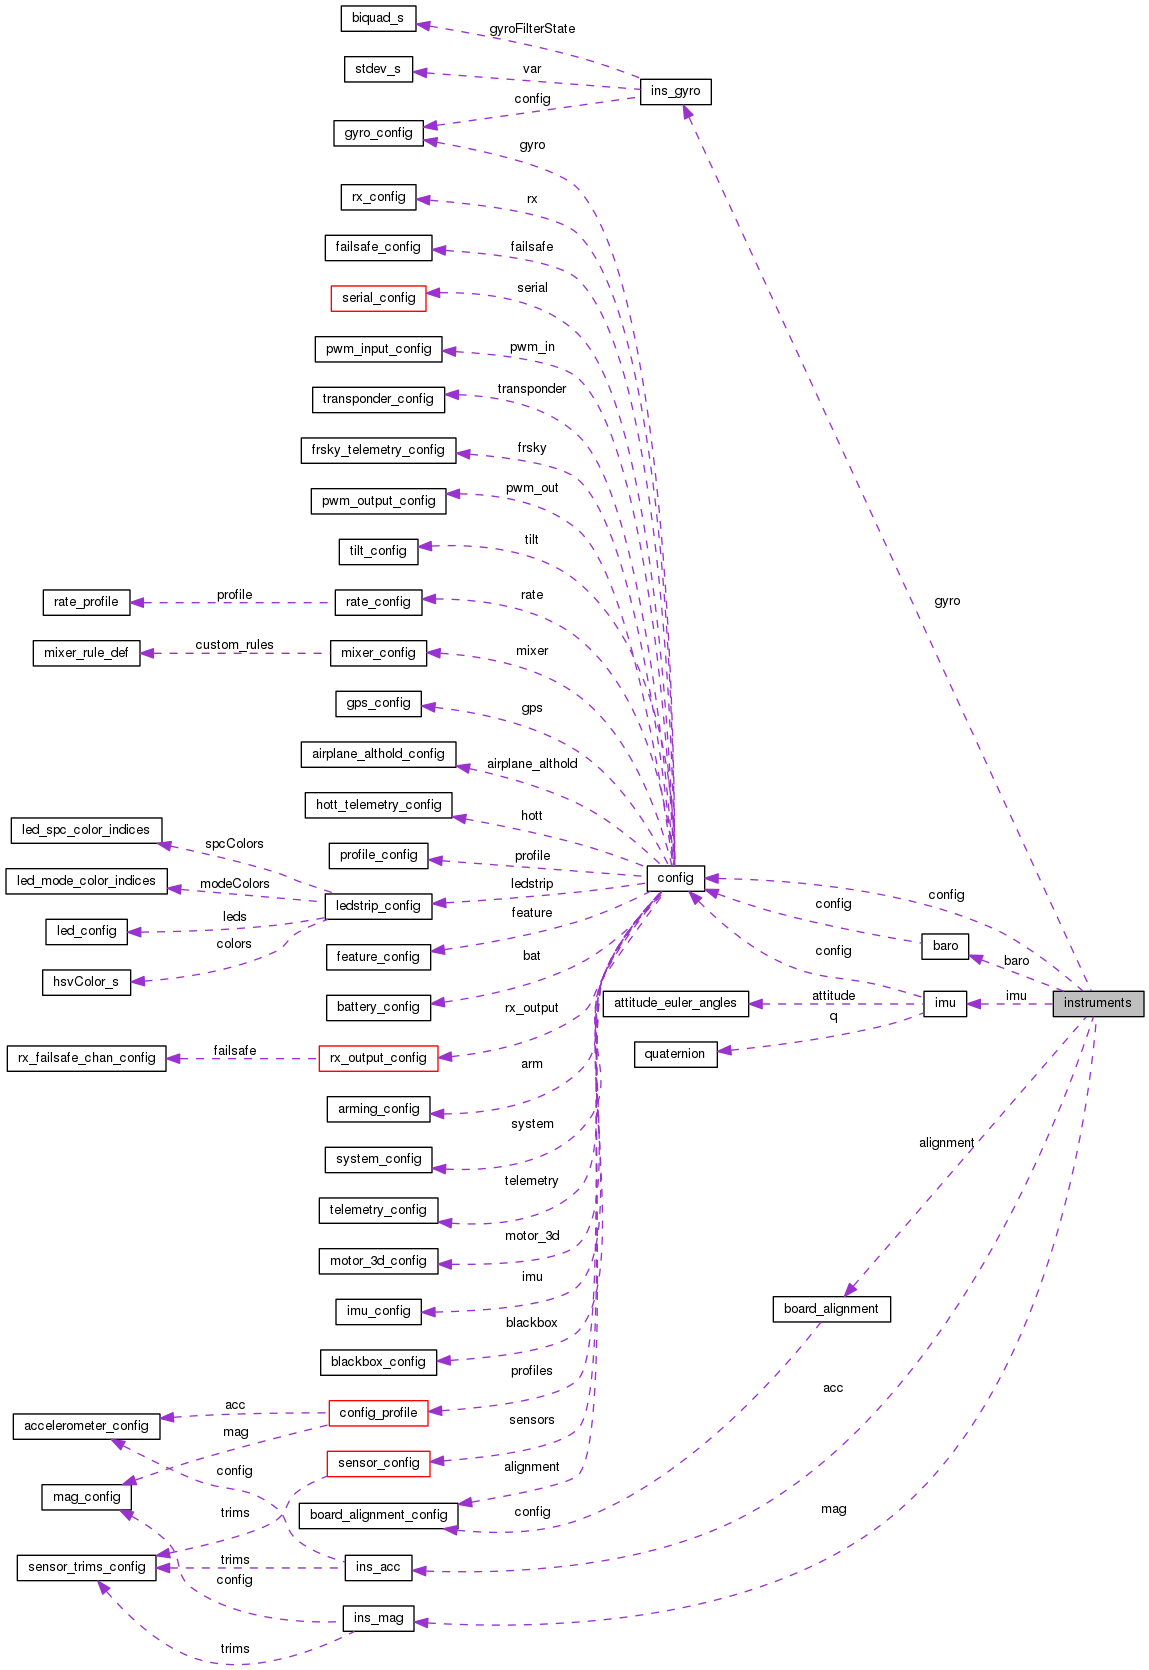 biquad_s
gyroFilterState
stdev_s
var
ins_gyro
config
gyro_config
gyro
rx_config
rx
failsafe_config
failsafe
serial_config
serial
pwm_input_config
pwm_in
transponder_config
transponder
frsky_telemetry_config
frsky
pwm_output_config
pwm_out
tilt_config
tilt
rate_profile
profile
rate_config
rate
gyro
mixer_rule_def
custom_rules
mixer_config
mixer
gps_config
gps
airplane_althold_config
airplane_althold
hott_telemetry_config
hott
led_spc_color_indices
spcColors
profile_config
profile
config
led_mode_color_indices
modeColors
ledstrip_config
ledstrip
config
config
led_config
leds
feature_config
feature
baro
baro
colors
hsvColor_s
bat
config
battery_config
attitude_euler_angles
attitude
q
imu
imu
instruments
rx_output
rx_failsafe_chan_config
failsafe
rx_output_config
quaternion
arm
arming_config
system
system_config
alignment
telemetry
telemetry_config
motor_3d
motor_3d_config
imu
imu_config
board_alignment
blackbox
blackbox_config
profiles
acc
accelerometer_config
acc
config_profile
mag
sensors
sensor_config
config
alignment
mag_config
trims
board_alignment_config
config
mag
sensor_trims_config
trims
config
ins_acc
ins_mag
trims